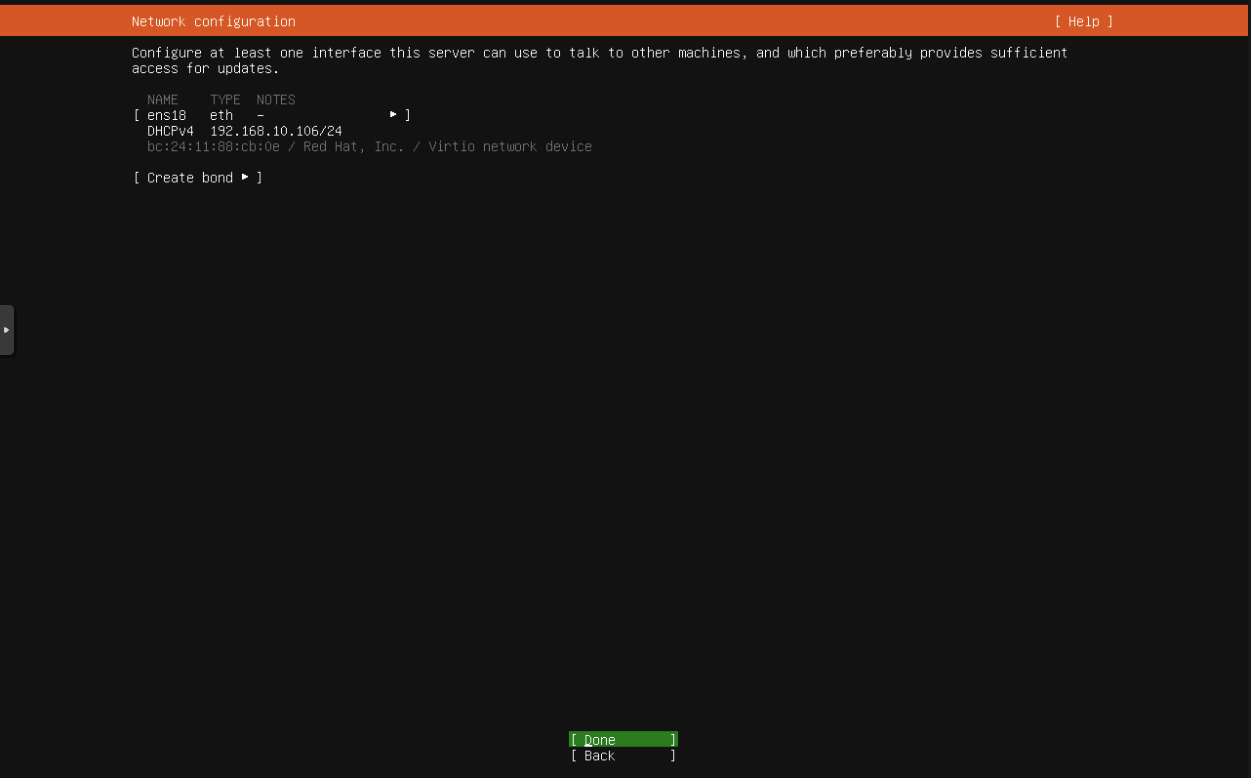 Network configuration [ Help ]
Configure at least one interface this server can use to talk to other machines, and which preferably provides sufficient
access for updates.
NAME TYPE NOTES
[ ens18 eth – ▸ ]
DHCPv4 192.168.10.106/24
bc:24:11:88:cb:0e / Red Hat, Inc. / Virtio network device
[ Create bond ▸ ]
[ Done ]
[ Back ]